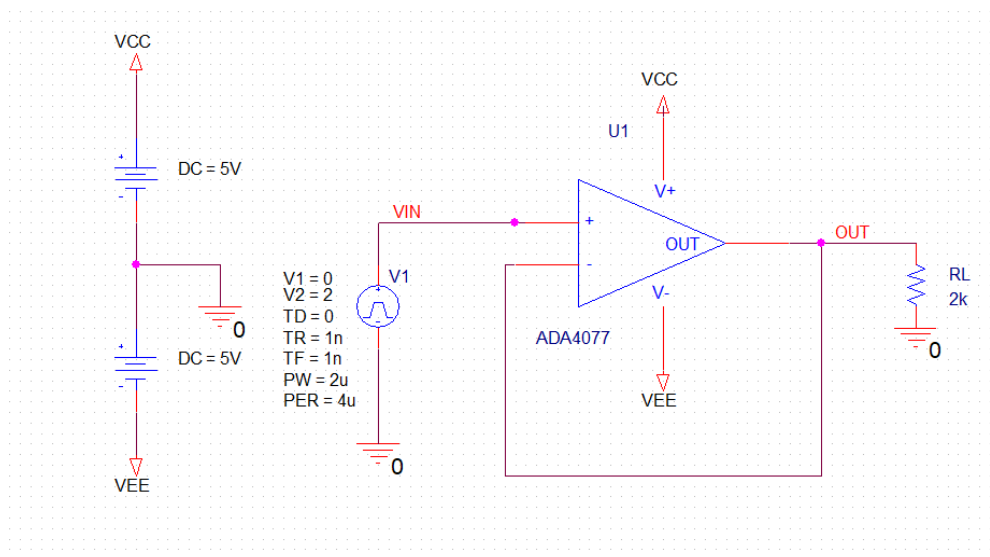 VCC
+
DC = 5V
-
0
+
DC = 5V
-
VEE
VIN
V1
+
-
V1 = 0
V2 = 2
TD = 0
TR = 1n
TF = 1n
PW = 2u
PER = 4u
0
VCC
U1
V+
+
OUT
-
V-
ADA4077
VEE
OUT
RL
2k
0